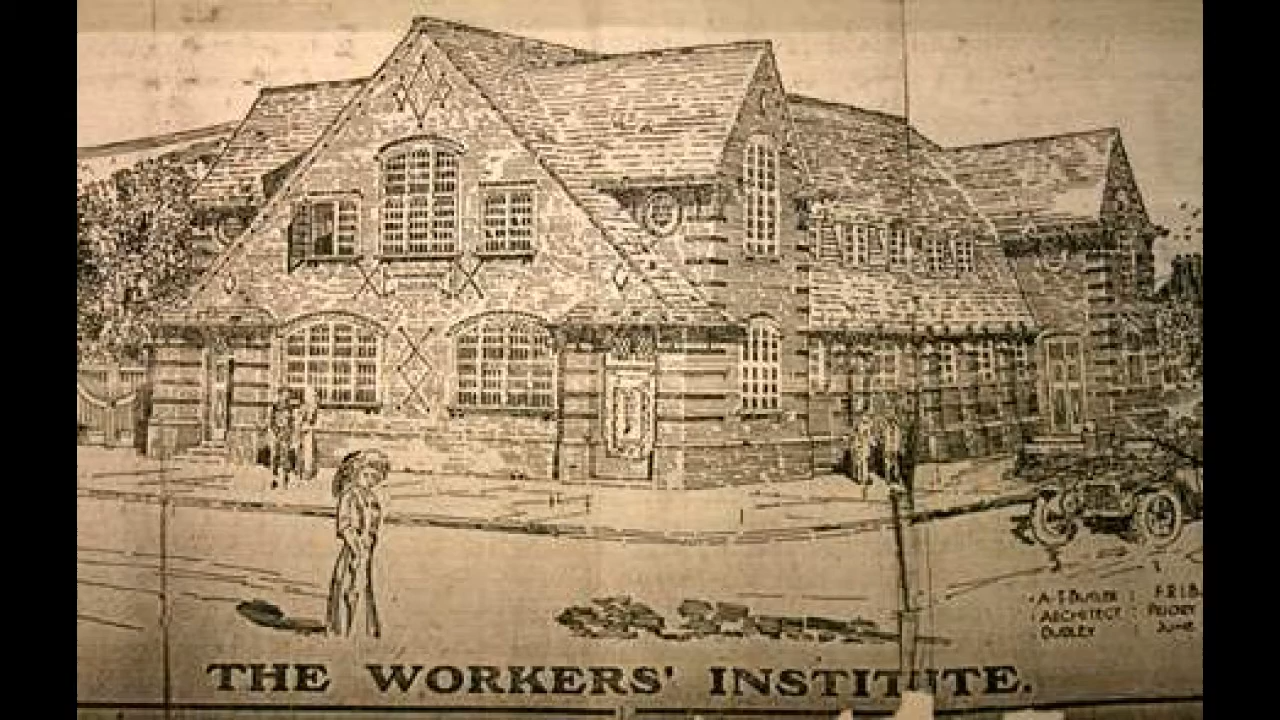 A·T BUTLER : F.R.I.B.
ARCHITECT : PRIORY
DUDLEY : JUNE
THE WORKERS' INSTITUTE.